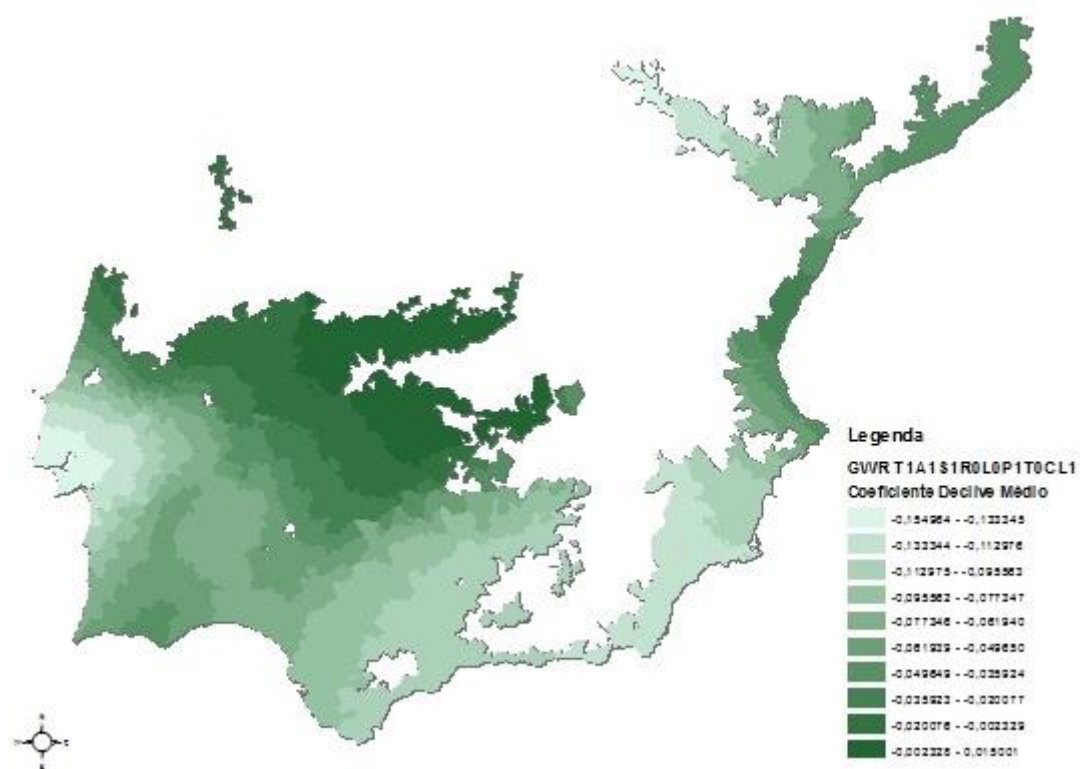 Legenda
GWR T1A1S1R0L0P1T0CL1
Coeficiente Declive Médio
-0,154964 - -0,133345
-0,133344 - -0,112976
-0,112975 - -0,095563
-0,095562 - -0,077347
-0,077346 - -0,061940
-0,061939 - -0,049650
-0,049649 - -0,035924
-0,035923 - -0,020077
-0,020076 - -0,002329
-0,002328 - 0,015001